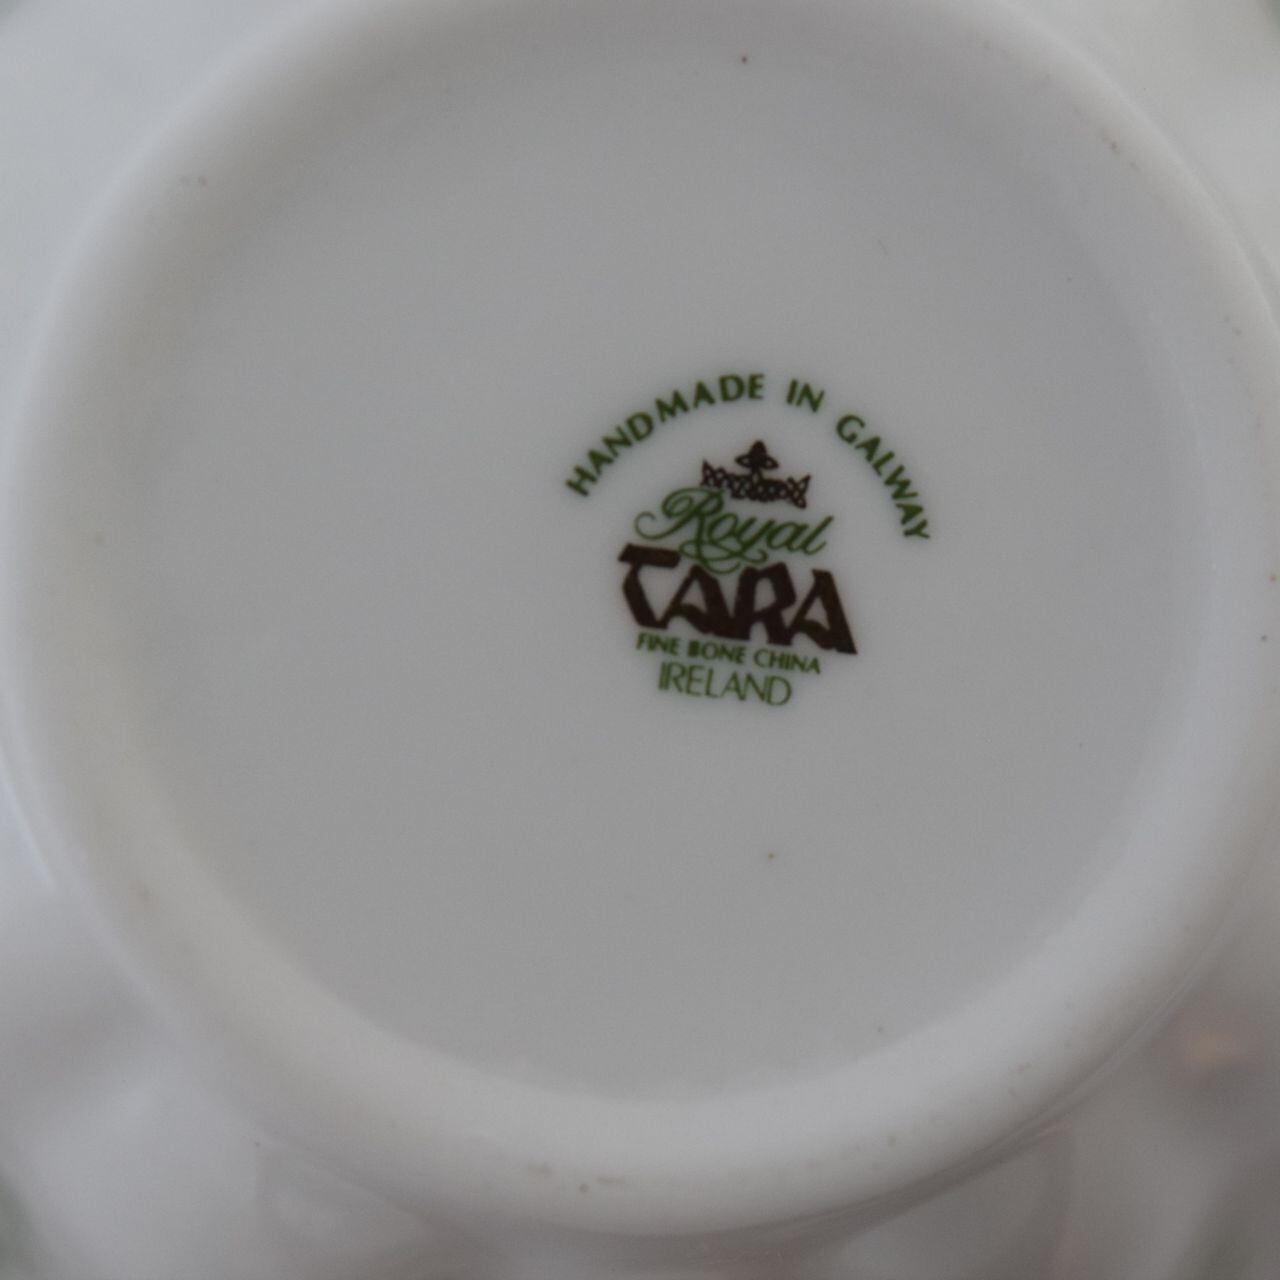 HANDMADE IN GALWAY
Royal
TARA
FINE BONE CHINA
IRELAND